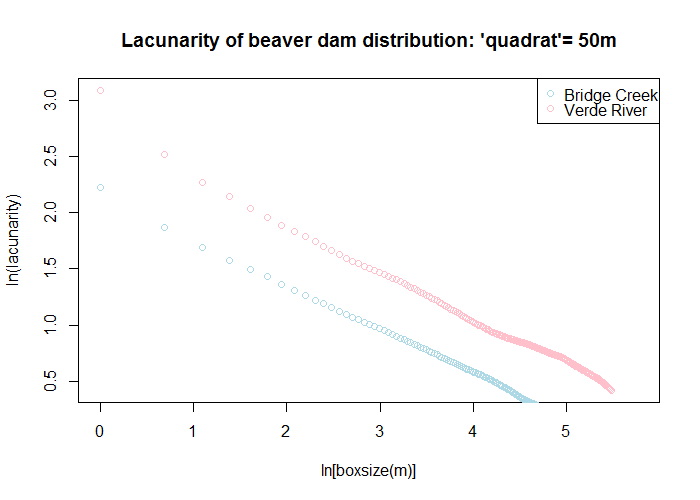 Lacunarity of beaver dam distribution: 'quadrat'= 50m
Bridge Creek
Verde River
ln(lacunarity)
3.0
2.5
2.0
1.5
1.0
0.5
0 1 2 3 4 5
ln[boxsize(m)]